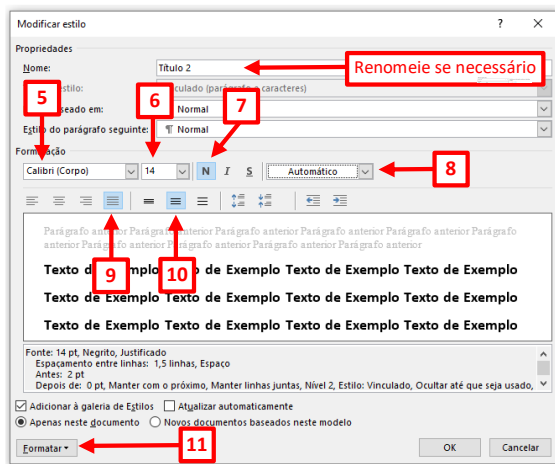 Modificar estilo ? ×
Propriedades
Nome: Título 2 Renomeie se necessário
estilo: (parágrafo e caracteres)
em: Normal
Estilo do parágrafo seguinte: ¶ Normal
5 6 7
Calibri (Corpo) 14 N I S Automático 8
Parágrafo anterior Parágrafo anterior Parágrafo anterior Parágrafo anterior Parágrafo
anterior Parágrafo anterior Parágrafo anterior Parágrafo anterior Parágrafo anterior
Texto de Exemplo Texto de Exemplo Texto de Exemplo Texto de Exemplo
9 10
Texto de Exemplo Texto de Exemplo Texto de Exemplo Texto de Exemplo
Texto de Exemplo Texto de Exemplo Texto de Exemplo Texto de Exemplo
Fonte: 14 pt, Negrito, Justificado
Espaçamento entre linhas: 1,5 linhas, Espaço
Antes: 2 pt
Depois de: 0 pt, Manter com o próximo, Manter linhas juntas, Nível 2, Estilo: Vinculado, Ocultar até que seja usado,
Adicionar à galeria de Estilos Atualizar automaticamente
Apenas neste documento Novos documentos baseados neste modelo
Formatar 11 OK Cancelar